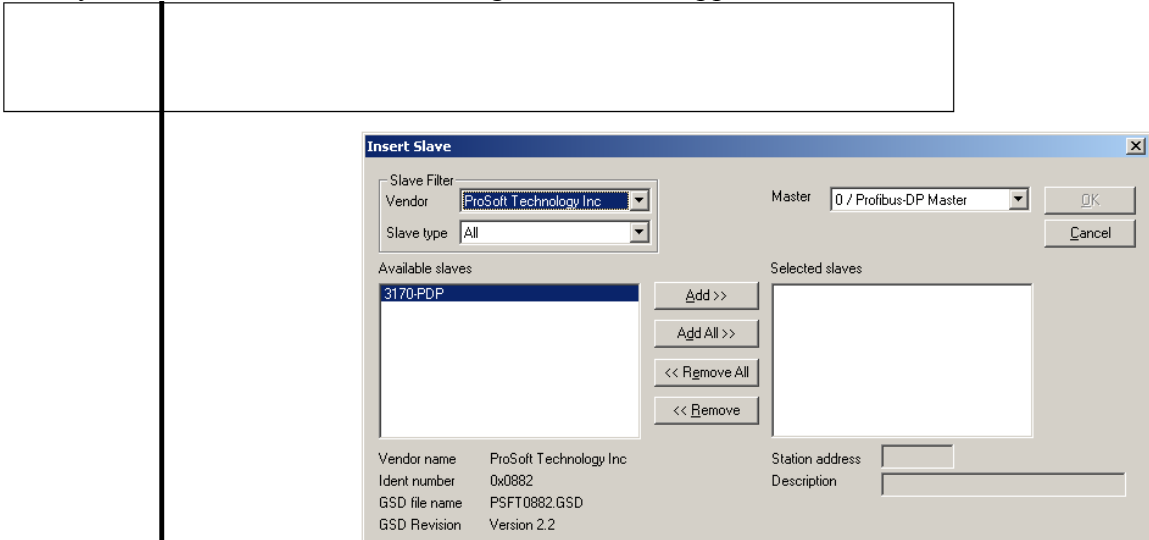 Insert Slave
Slave Filter
Vendor ProSoft Technology Inc
Master 0 / Profibus-DP Master
OK
Slave type All
Cancel
Available slaves
Selected slaves
3170-PDP
Add >>
Add All >>
<< Remove All
<< Remove
Vendor name ProSoft Technology Inc
Station address
Ident number 0x0882
Description
GSD file name PSFT0882.GSD
GSD Revision Version 2.2